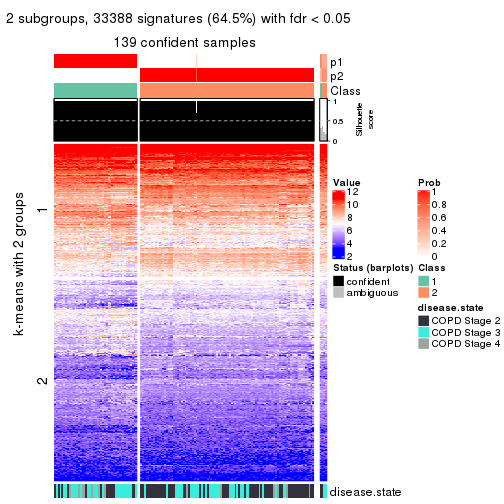 2 subgroups, 33388 signatures (64.5%) with fdr < 0.05
139 confident samples
p1
p2
Class
1
0.5
0
Silhouette
score
k-means with 2 groups
1
2
Value
12
10
8
6
4
2
Prob
1
0.8
0.6
0.4
0.2
0
Status (barplots)
confident
ambiguous
Class
1
2
disease.state
COPD Stage 2
COPD Stage 3
COPD Stage 4
disease.state